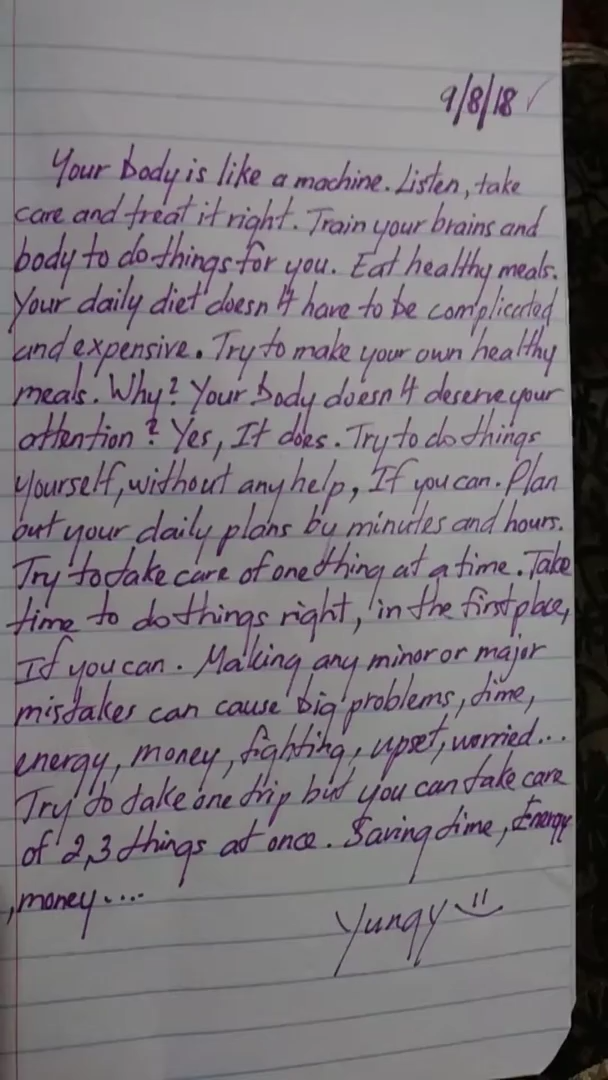 9/8/18 ✓
Your body is like a machine. Listen, take
care and treat it right. Train your brains and
body to do things for you. Eat healthy meals.
Your daily diet doesn't have to be complicated
and expensive. Try to make your own healthy
meals. Why? Your body doesn't deserve your
attention? Yes, It does. Try to do things
yourself, without any help, If you can. Plan
out your daily plans by minutes and hours.
Try to take care of one thing at a time. Take
time to do things right, in the first place,
If you can. Making any minor or major
mistakes can cause big problems, time,
energy, money, fighting, upset, worried...
Try to take one trip but you can take care
of 2,3 things at once. Saving time, Energy
, money....
Yungy